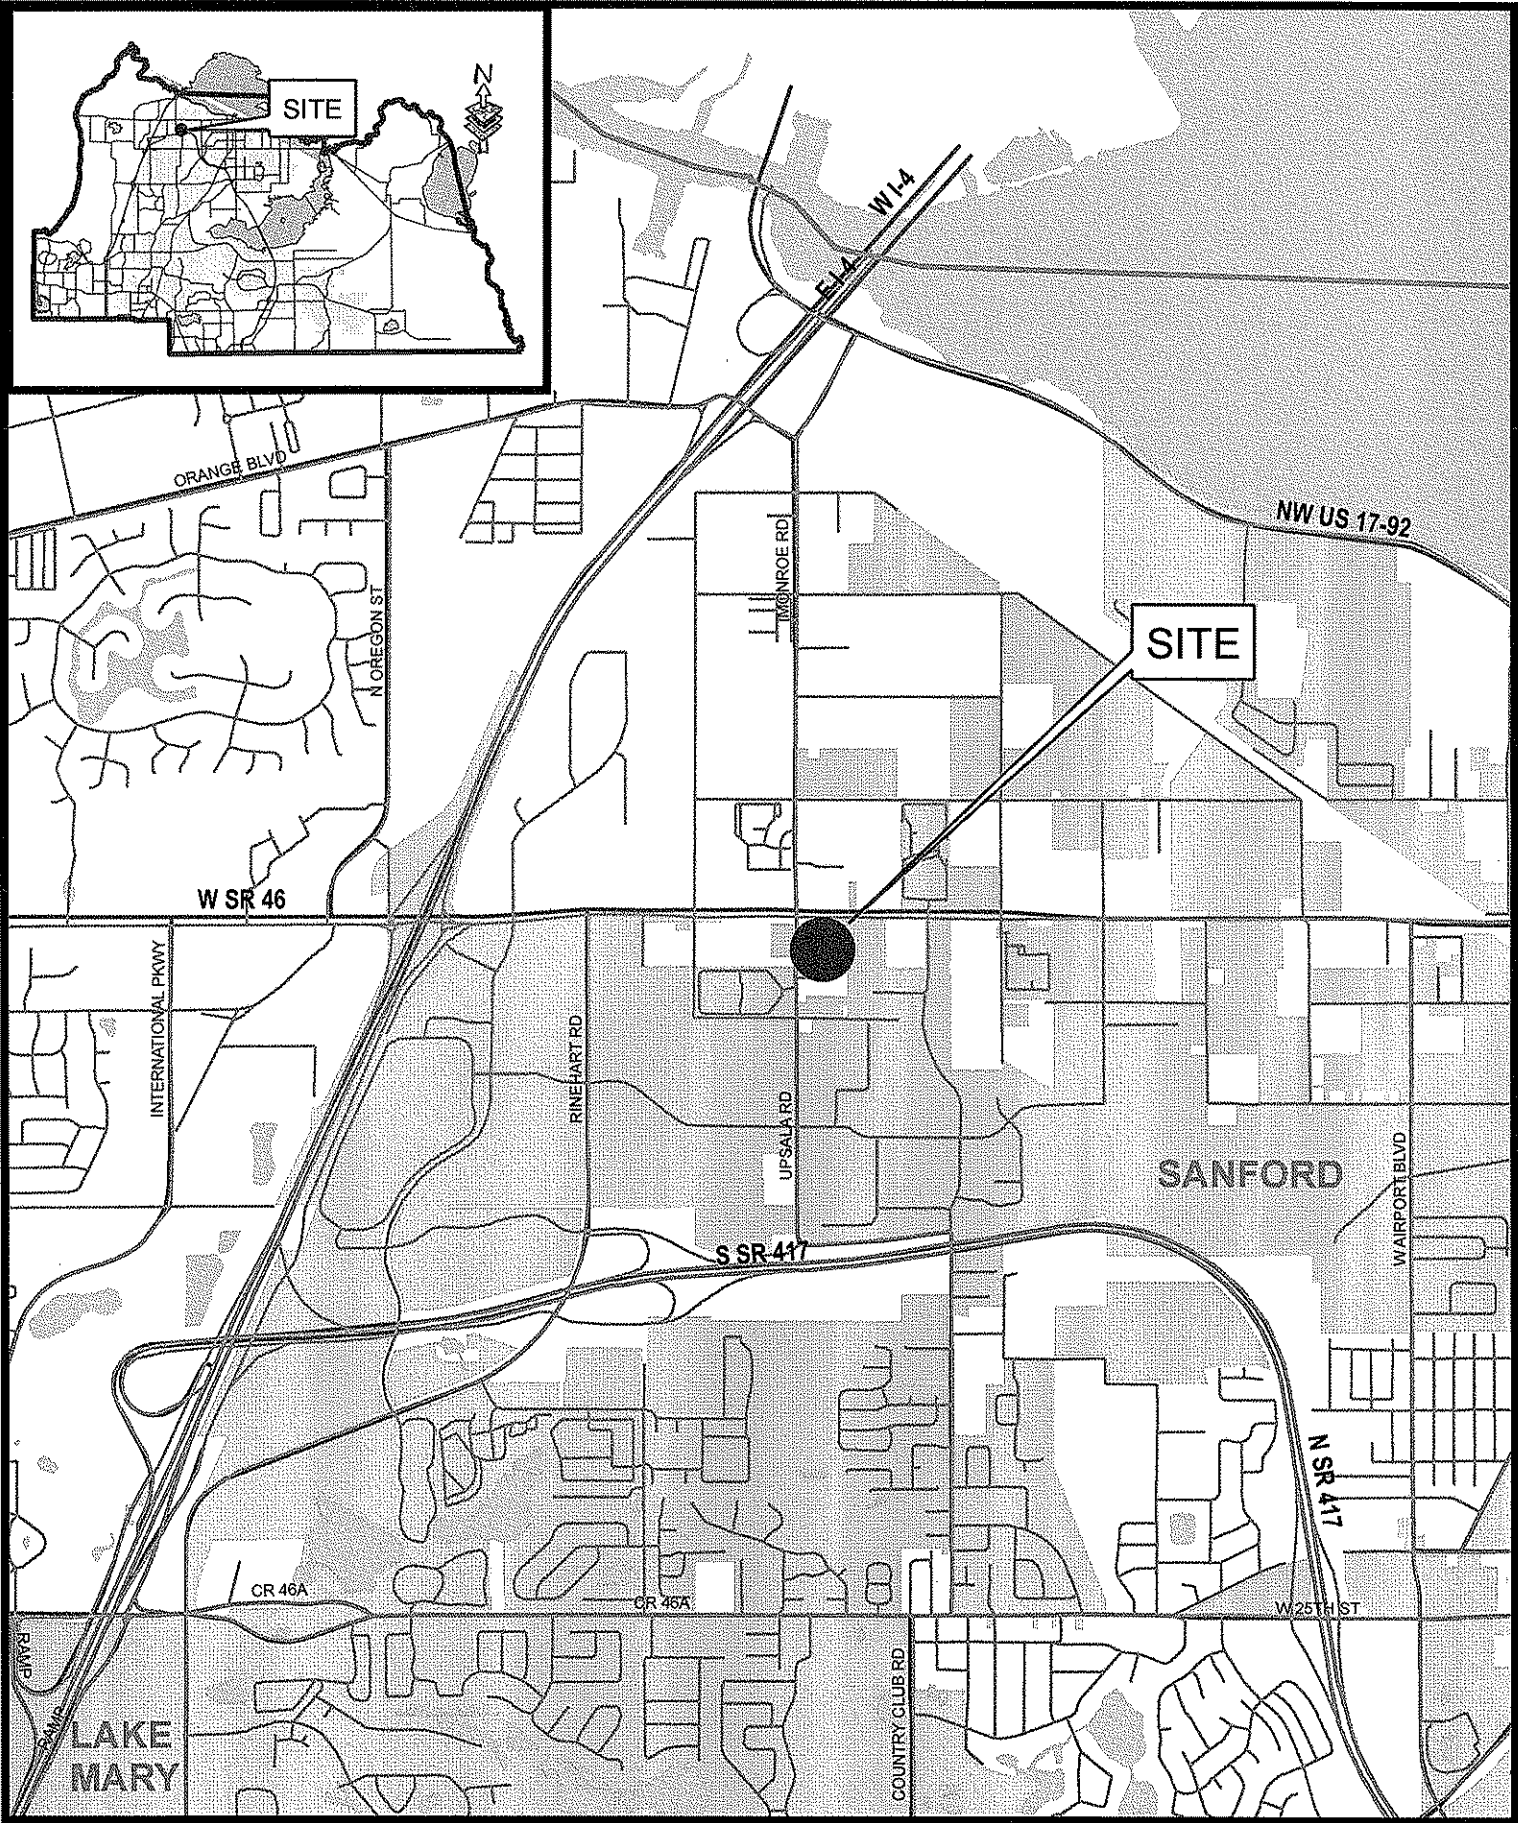 SITE
N
W I-4
E I-4
ORANGE BLVD
NW US 17-92
MONROE RD
N OREGON ST
SITE
W SR 46
INTERNATIONAL PKWY
RINEHART RD
UPSALA RD
SANFORD
W AIRPORT BLVD
S SR 417
N SR 417
CR 46A
CR 46A
W 25TH ST
RAMP
COUNTRY CLUB RD
RAMP
LAKE
MARY